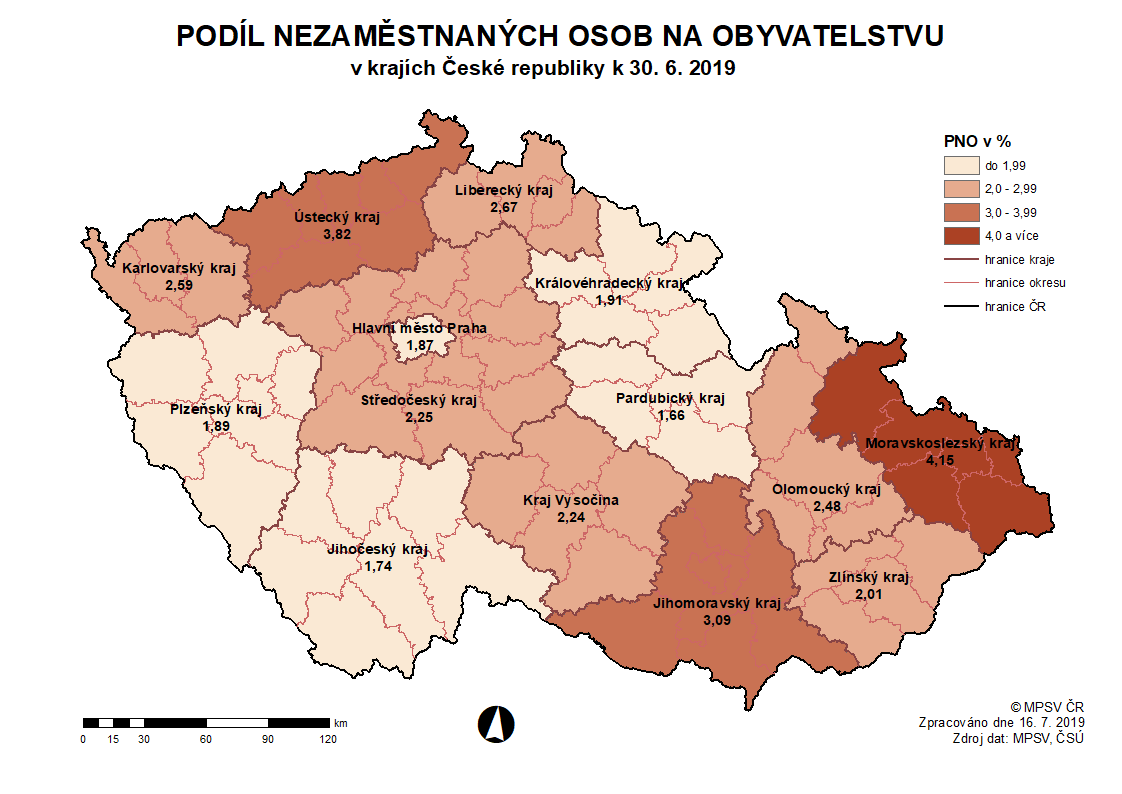 PODÍL NEZAMĚSTNANÝCH OSOB NA OBYVATELSTVU
v krajích České republiky k 30. 6. 2019
PNO v %
do 1,99
2,0 - 2,99
3,0 - 3,99
4,0 a více
hranice kraje
hranice okresu
hranice ČR
Liberecký kraj
2,67
Ústecký kraj
3,82
Karlovarský kraj
2,59
Královéhradecký kraj
1,91
Hlavní město Praha
1,87
Středočeský kraj
2,25
Pardubický kraj
1,66
Plzeňský kraj
1,89
Moravskoslezský kraj
4,15
Olomoucký kraj
2,48
Kraj Vysočina
2,24
Jihočeský kraj
1,74
Zlínský kraj
2,01
Jihomoravský kraj
3,09
km
0 15 30 60 90 120
© MPSV ČR
Zpracováno dne 16. 7. 2019
Zdroj dat: MPSV, ČSÚ